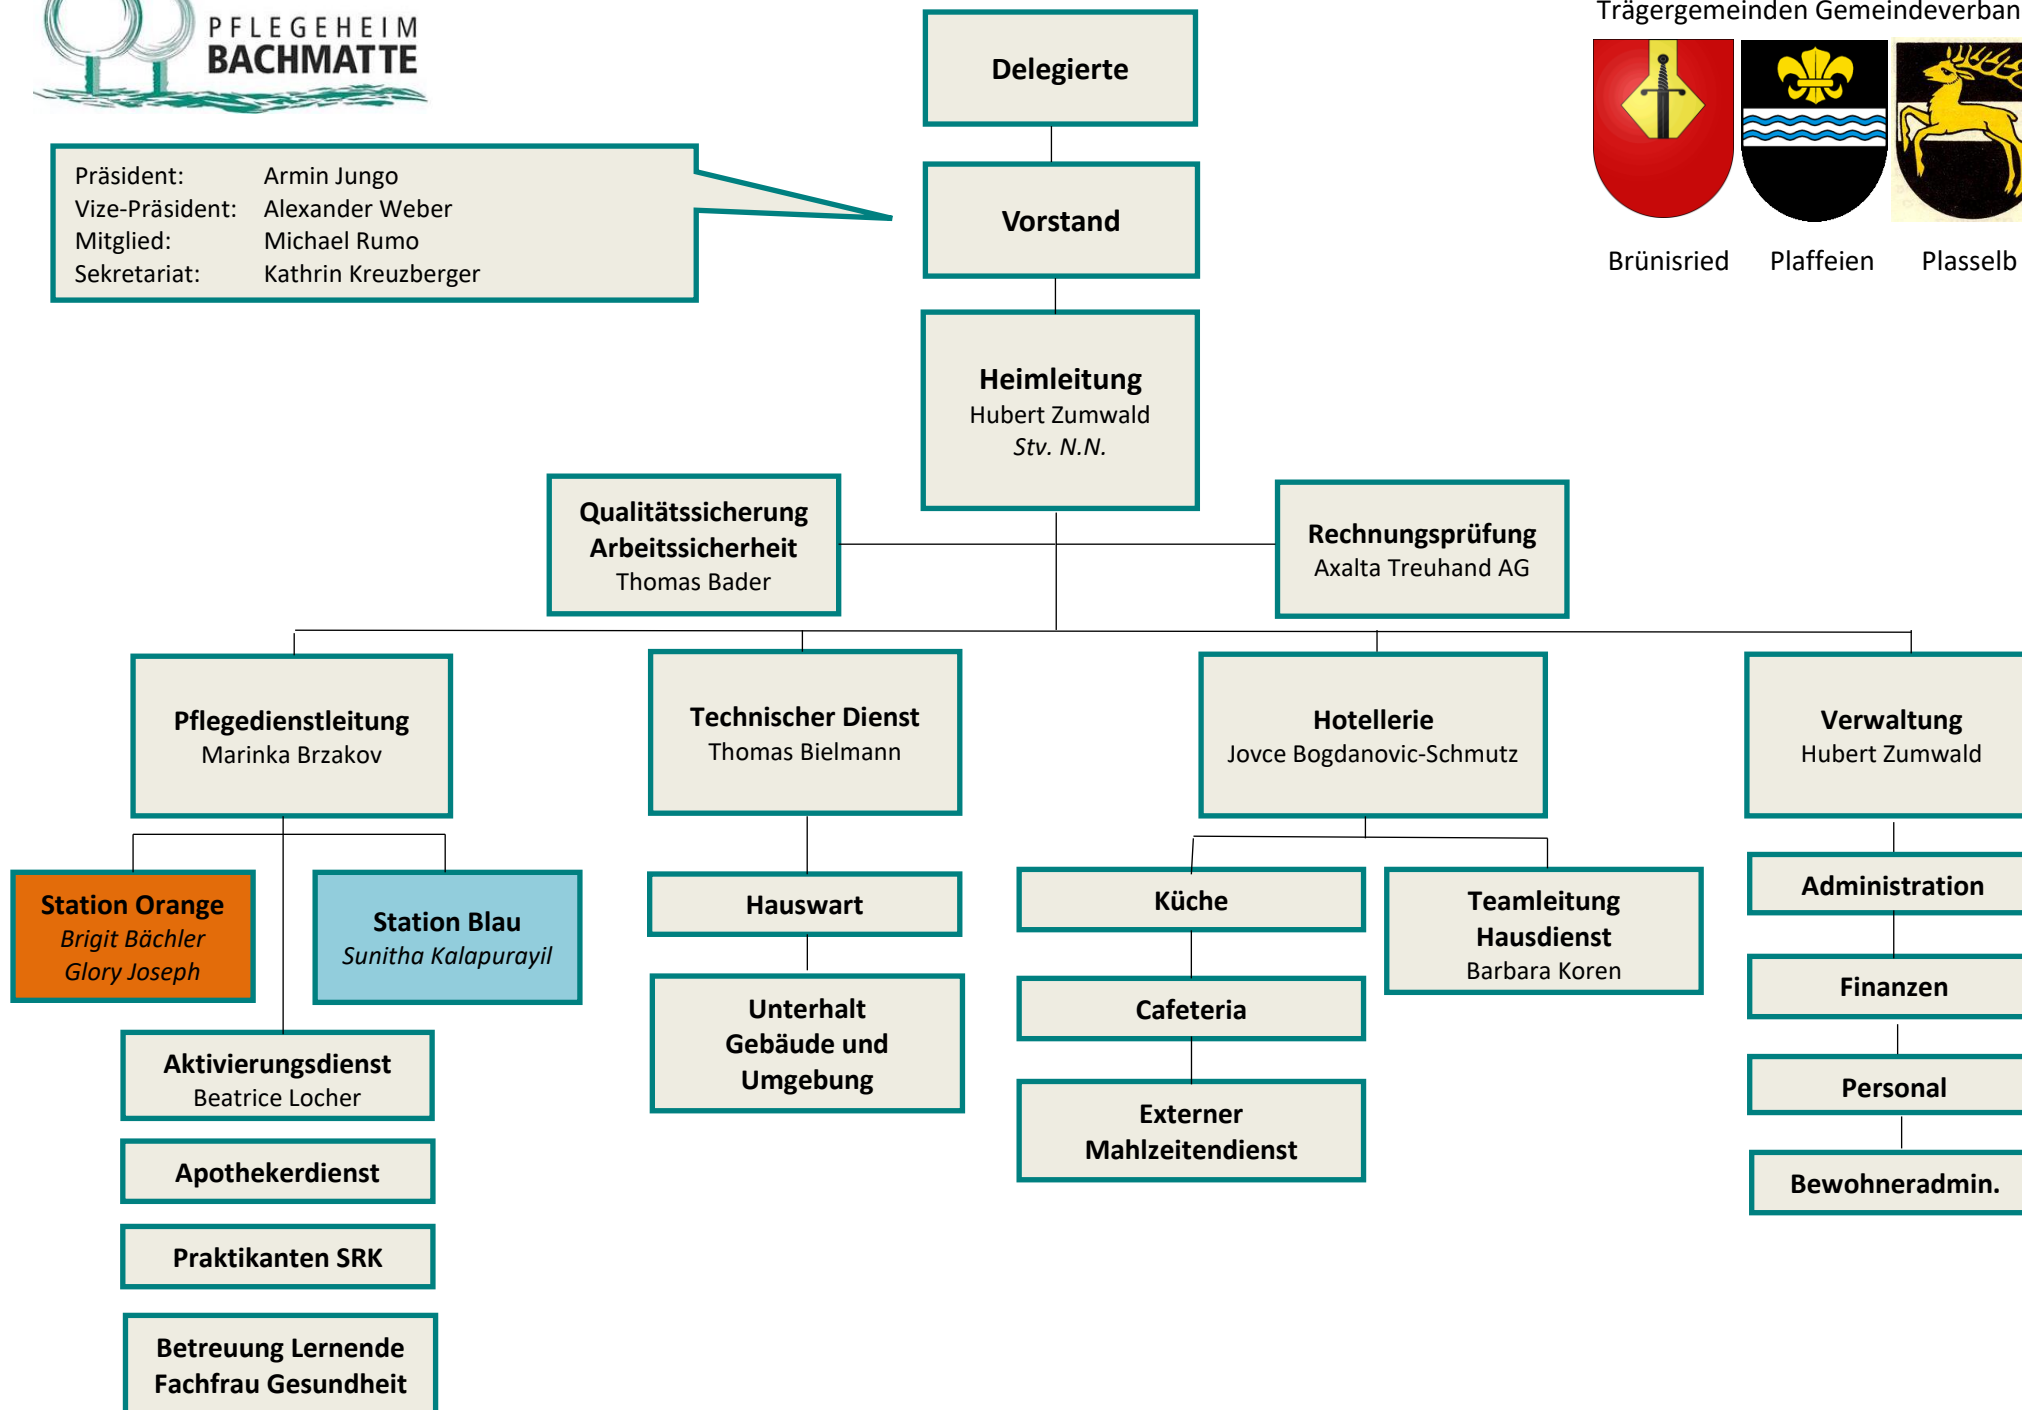 PFLEGEHEIM
BACHMATTE
Trägergemeinden Gemeindeverban
Brünisried
Plaffeien
Plasselb
Delegierte
Präsident: Armin Jungo
Vize-Präsident: Alexander Weber
Mitglied: Michael Rumo
Sekretariat: Kathrin Kreuzberger
Vorstand
Heimleitung
Hubert Zumwald
Stv. N.N.
Qualitätssicherung
Arbeitssicherheit
Thomas Bader
Rechnungsprüfung
Axalta Treuhand AG
Pflegedienstleitung
Marinka Brzakov
Technischer Dienst
Thomas Bielmann
Hotellerie
Jovce Bogdanovic-Schmutz
Verwaltung
Hubert Zumwald
Station Orange
Brigit Bächler
Glory Joseph
Station Blau
Sunitha Kalapurayil
Aktivierungsdienst
Beatrice Locher
Apothekerdienst
Praktikanten SRK
Betreuung Lernende
Fachfrau Gesundheit
Hauswart
Unterhalt
Gebäude und
Umgebung
Küche
Cafeteria
Externer
Mahlzeitendienst
Teamleitung
Hausdienst
Barbara Koren
Administration
Finanzen
Personal
Bewohneradmin.